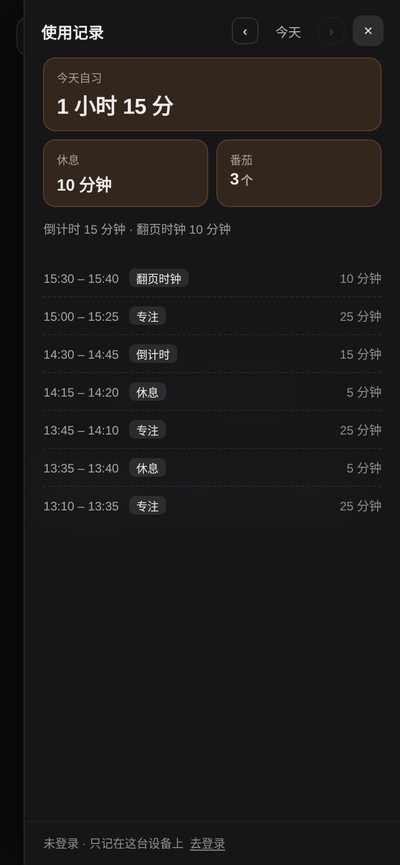 使用记录 ‹ 今天 › ×
今天自习
1 小时 15 分
休息
10 分钟
番茄
3 个
倒计时 15 分钟 · 翻页时钟 10 分钟
15:30 – 15:40 翻页时钟 10 分钟
15:00 – 15:25 专注 25 分钟
14:30 – 14:45 倒计时 15 分钟
14:15 – 14:20 休息 5 分钟
13:45 – 14:10 专注 25 分钟
13:35 – 13:40 休息 5 分钟
13:10 – 13:35 专注 25 分钟
未登录 · 只记在这台设备上 去登录